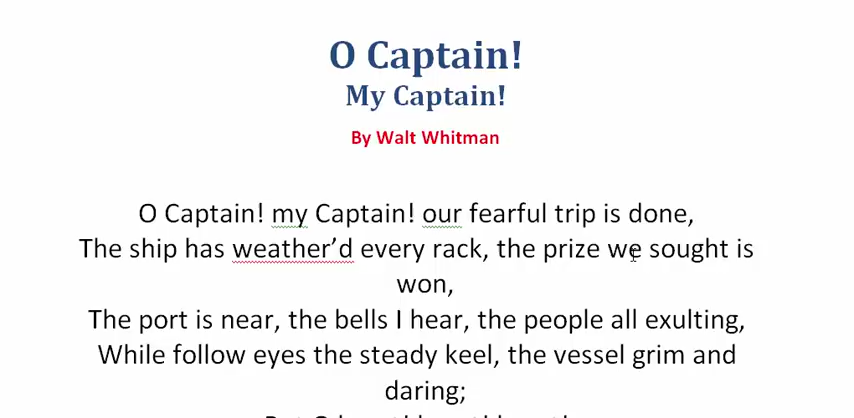 O Captain!
My Captain!
By Walt Whitman
O Captain! my Captain! our fearful trip is done,
The ship has weather’d every rack, the prize we sought is
won,
The port is near, the bells I hear, the people all exulting,
While follow eyes the steady keel, the vessel grim and
daring;